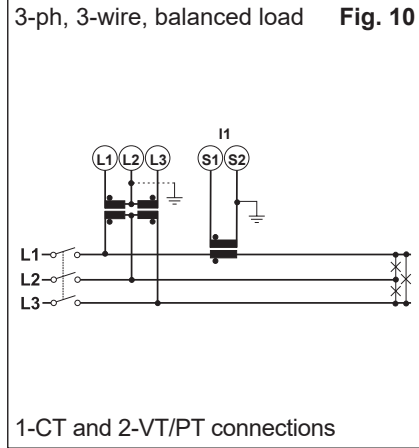 3-ph, 3-wire, balanced load Fig. 10
I1
L1 L2 L3 S1 S2
L1
L2
L3
1-CT and 2-VT/PT connections